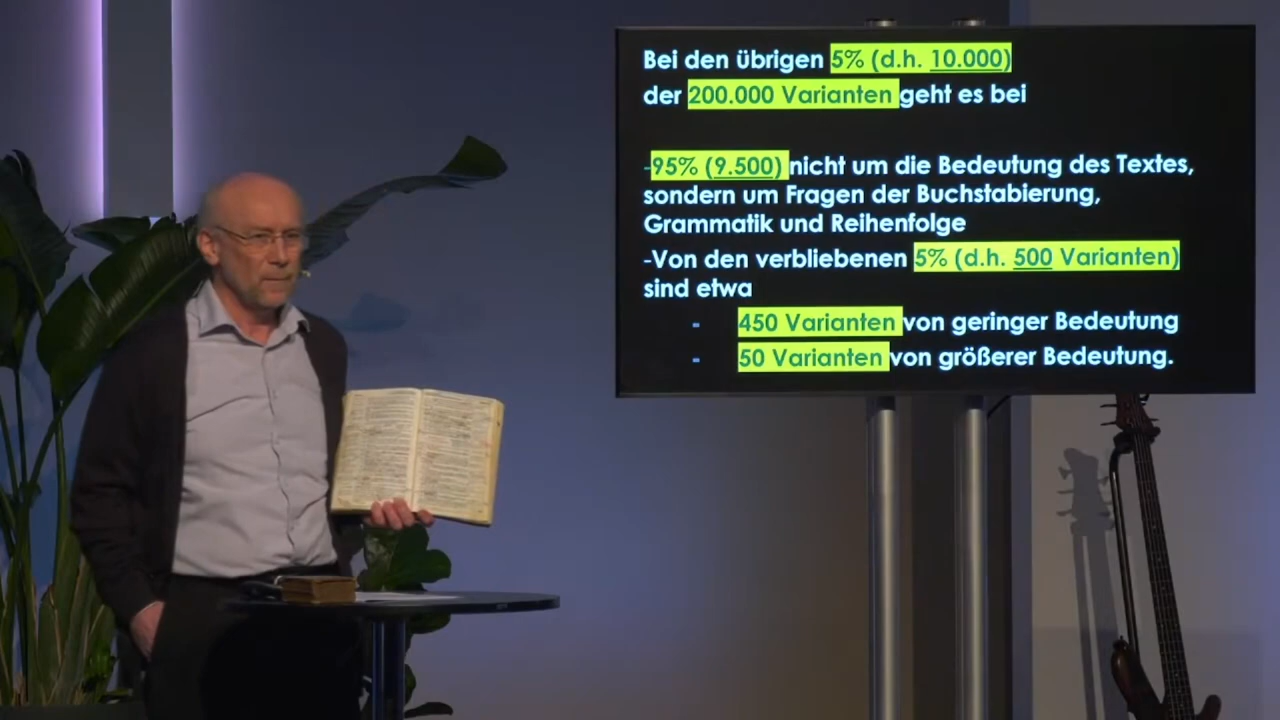 Bei den übrigen 5% (d.h. 10.000)
der 200.000 Varianten geht es bei
-95% (9.500) nicht um die Bedeutung des Textes,
sondern um Fragen der Buchstabierung,
Grammatik und Reihenfolge
-Von den verbliebenen 5% (d.h. 500 Varianten)
sind etwa
- 450 Varianten von geringer Bedeutung
- 50 Varianten von größerer Bedeutung.